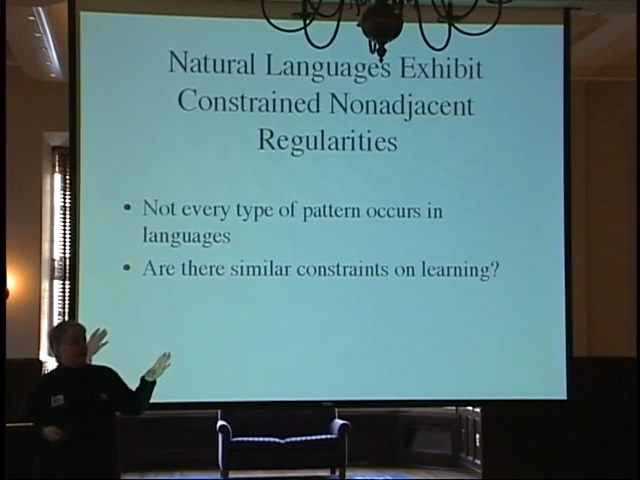 Natural Languages Exhibit
Constrained Nonadjacent
Regularities
• Not every type of pattern occurs in
languages
• Are there similar constraints on learning?